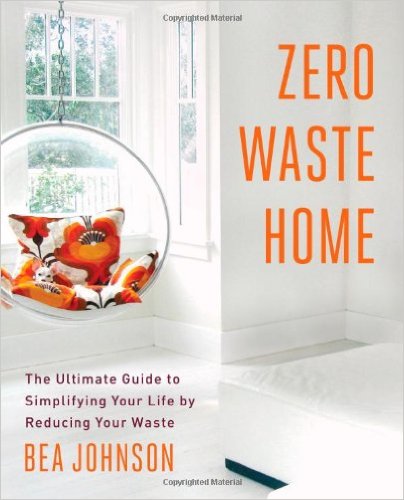 Copyrighted Material
ZERO
WASTE
HOME
The Ultimate Guide to
Simplifying Your Life by
Reducing Your Waste
BEA JOHNSON
Copyrighted Material